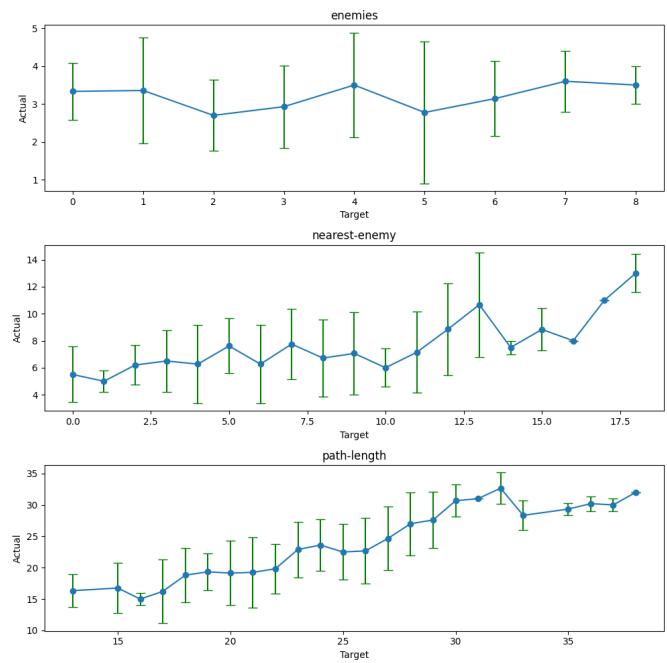 enemies
5
4
3
2
1
Actual
0 1 2 3 4 5 6 7 8
Target
nearest-enemy
14
12
10
8
6
4
Actual
0.0 2.5 5.0 7.5 10.0 12.5 15.0 17.5
Target
path-length
35
30
25
20
15
10
Actual
15 20 25 30 35
Target